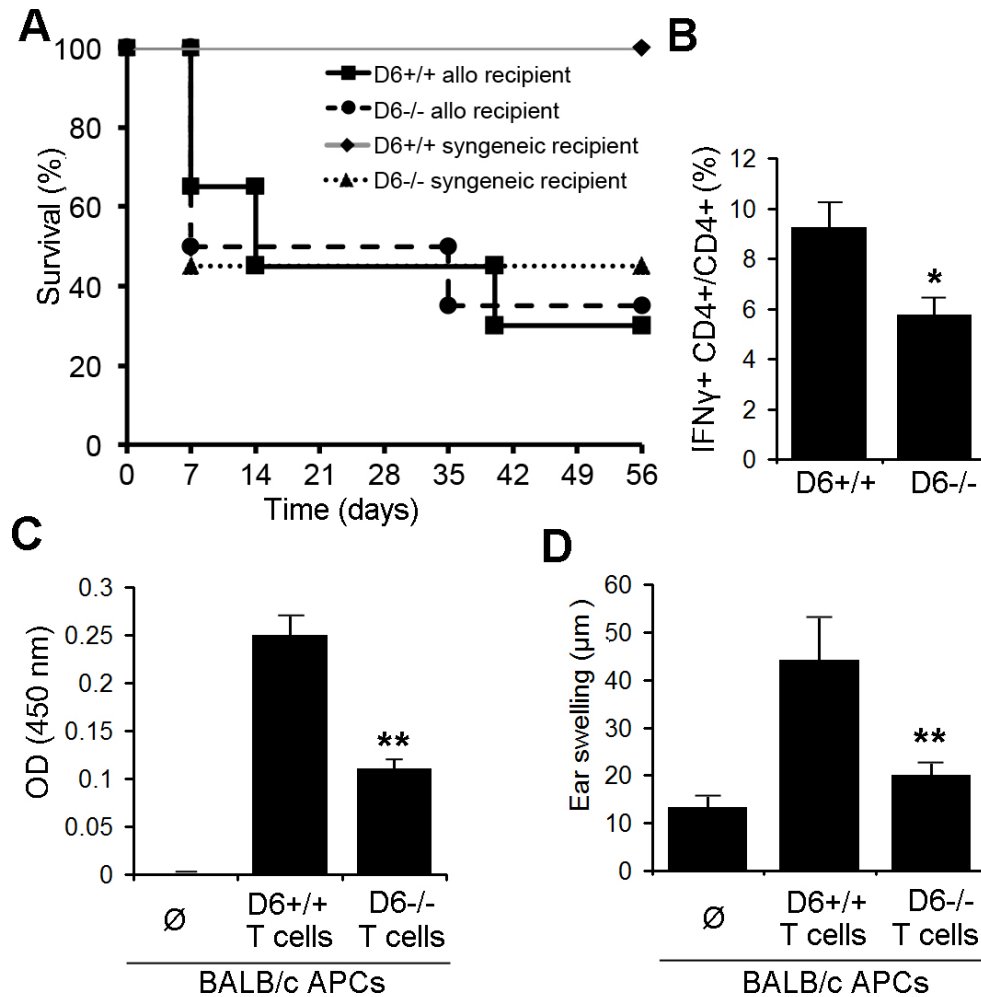 A
Survival (%)
100
80
60
40
20
0
D6+/+ allo recipient
D6-/- allo recipient
D6+/+ syngeneic recipient
D6-/- syngeneic recipient
0 7 14 21 28 35 42 49 56
Time (days)
B
IFNγ+ CD4+/CD4+ (%)
12
10
8
6
4
2
0
*
D6+/+ D6-/-
C
OD (450 nm)
0.3
0.25
0.2
0.15
0.1
0.05
0
**
Ø D6+/+ D6-/-
T cells T cells
BALB/c APCs
D
Ear swelling (µm )
60
50
40
30
20
10
0
**
Ø D6+/+ D6-/-
T cells T cells
BALB/c APCs